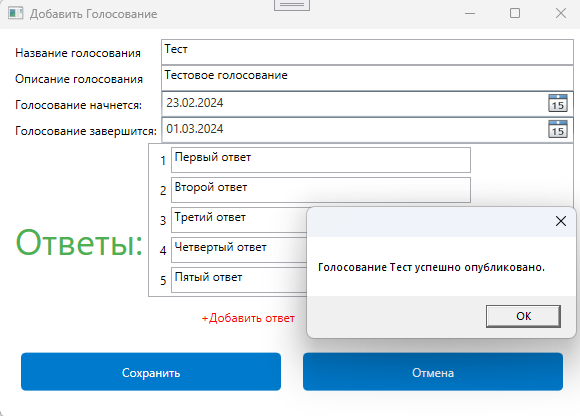 Добавить Голосование
Название голосования
Тест
Описание голосования
Тестовое голосование
Голосование начнется:
23.02.2024
15
Голосование завершится:
01.03.2024
15
Ответы:
1 Первый ответ
2 Второй ответ
3 Третий ответ
4 Четвертый ответ
5 Пятый ответ
+Добавить ответ
Голосование Тест успешно опубликовано.
OK
Сохранить
Отмена